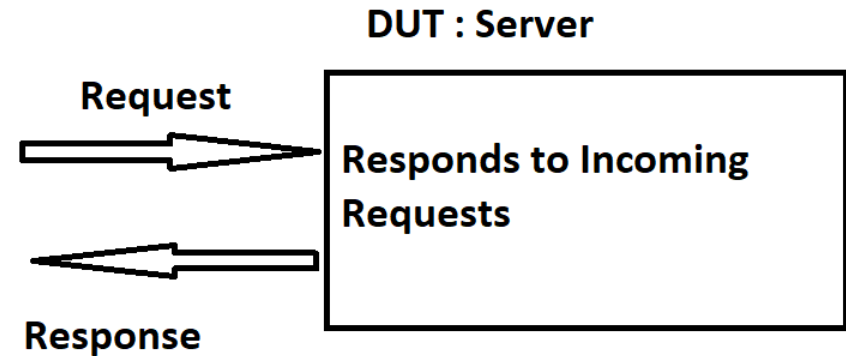 DUT : Server
Request
Responds to Incoming
Requests
Response